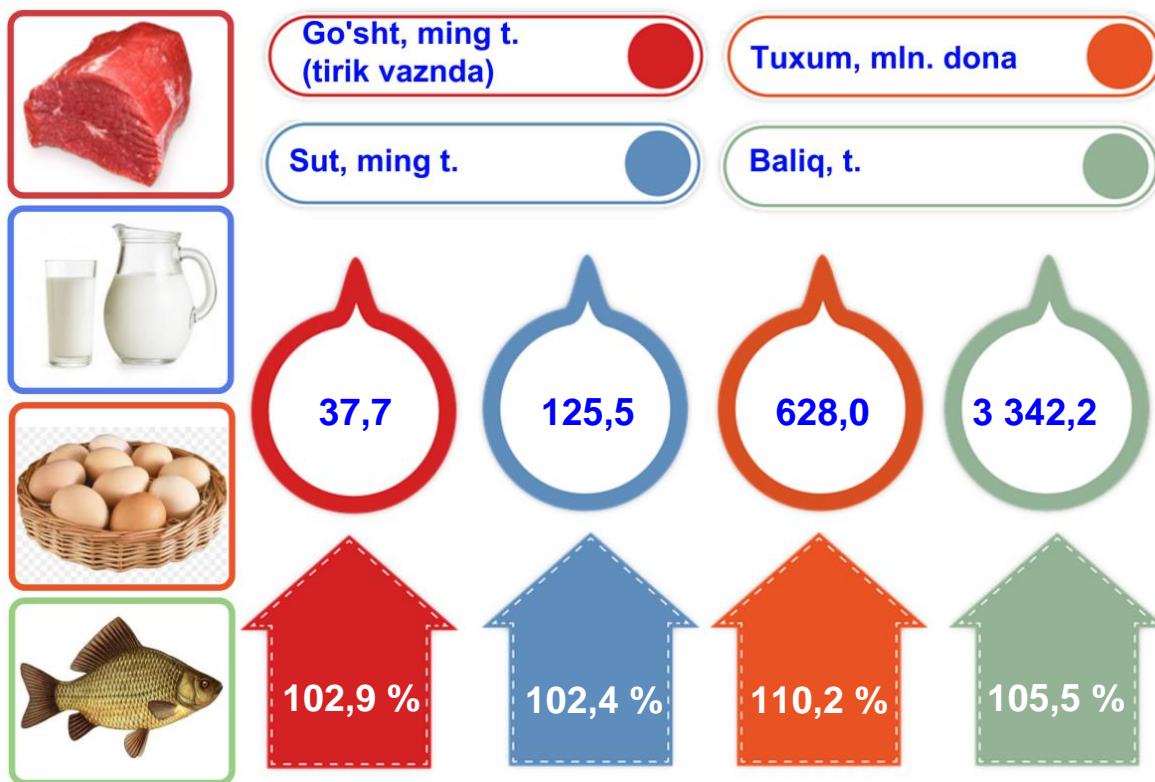 Go'sht, ming t.
(tirik vaznda)
Tuxum, mln. dona
Sut, ming t.
Baliq, t.
37,7
125,5
628,0
3 342,2
102,9 %
102,4 %
110,2 %
105,5 %